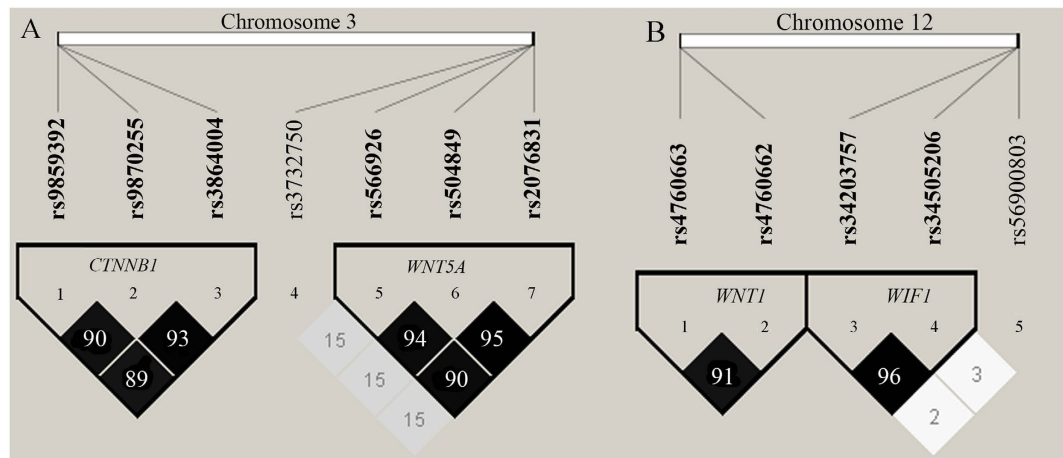 A
Chromosome 3
rs9859392
rs9870255
rs3864004
rs3732750
rs566926
rs504849
rs2076831
CTNNB1
WNT5A
1 2 3 4 5 6 7
90 93 15 94 95
89 15 90
15
B
Chromosome 12
rs4760663
rs4760662
rs34203757
rs34505206
rs56900803
WNT1
WIF1
1 2 3 4 5
91 96 3
2